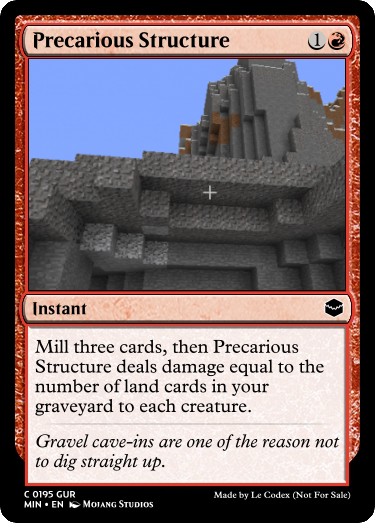 Precarious Structure 1
Instant
Mill three cards, then Precarious
Structure deals damage equal to the
number of land cards in your
graveyard to each creature.
Gravel cave-ins are one of the reason not
to dig straight up.
C 0195 GUR
MIN • EN Mojang Studios
Made by Le Codex (Not For Sale)